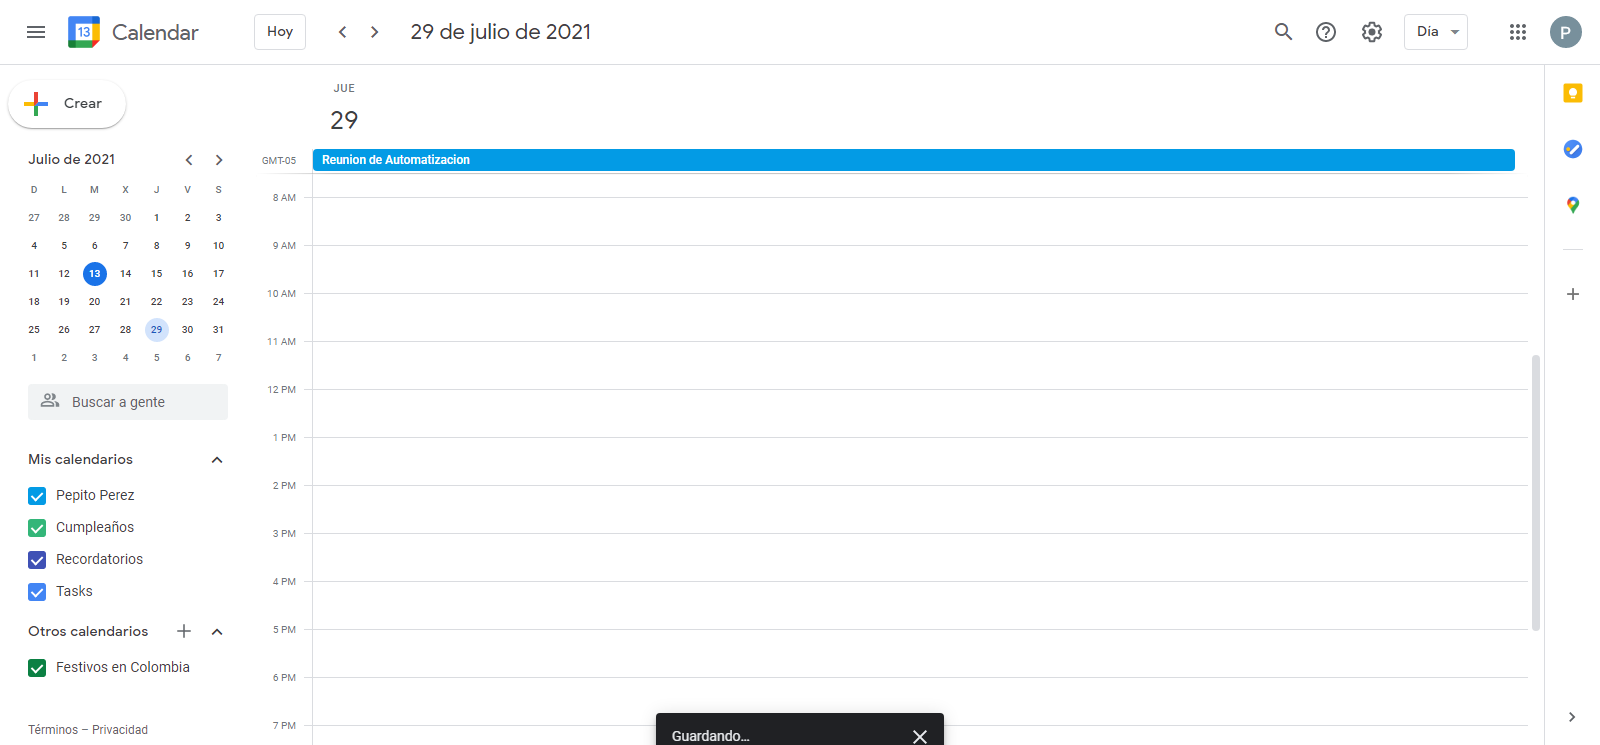 13 Calendar Hoy 29 de julio de 2021 Día P
Crear
JUE
29
Julio de 2021
GMT-05 Reunion de Automatizacion
D L M X J V S
27 28 29 30 1 2 3
4 5 6 7 8 9 10
11 12 13 14 15 16 17
18 19 20 21 22 23 24
25 26 27 28 29 30 31
1 2 3 4 5 6 7
8 AM
9 AM
10 AM
11 AM
12 PM
1 PM
2 PM
3 PM
4 PM
5 PM
6 PM
7 PM
Buscar a gente
Mis calendarios
Pepito Perez
Cumpleaños
Recordatorios
Tasks
Otros calendarios
Festivos en Colombia
Términos – Privacidad
Guardando...